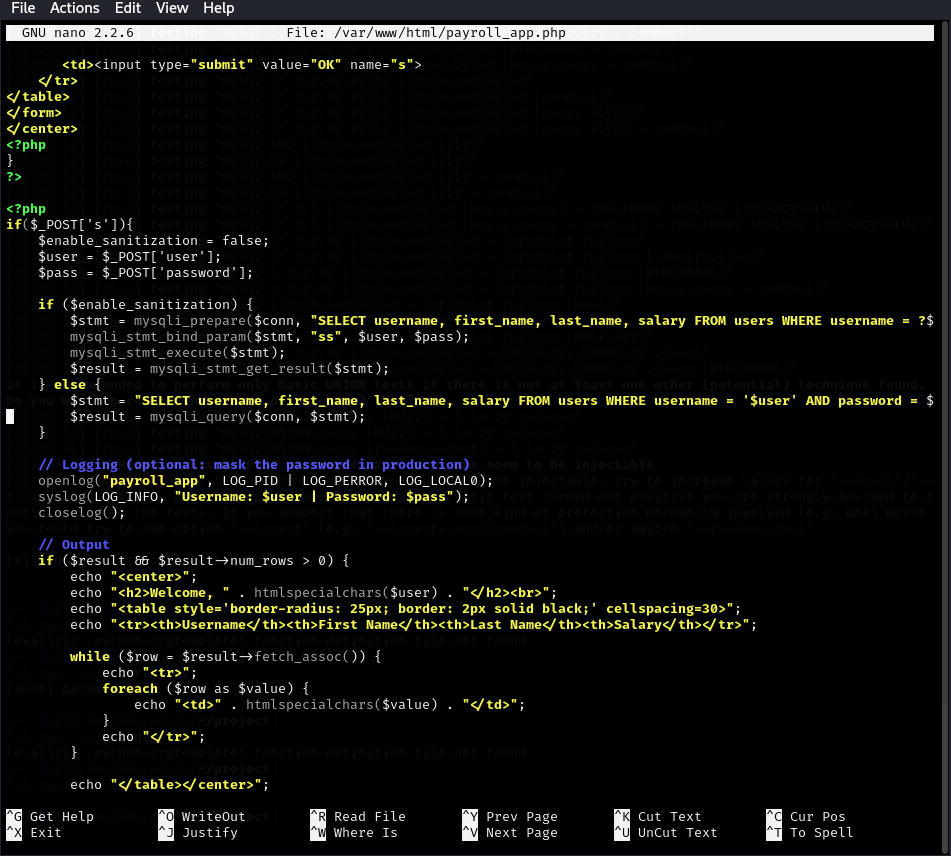 File Actions Edit View Help
GNU nano 2.2.6 File: /var/www/html/payroll_app.php
<td><input type="submit" value="OK" name="s">
</tr>
</table>
</form>
</center>
<?php
}
?>
<?php
if($_POST['s']){
$enable_sanitization = false;
$user = $_POST['user'];
$pass = $_POST['password'];
if ($enable_sanitization) {
$stmt = mysqli_prepare($conn, "SELECT username, first_name, last_name, salary FROM users WHERE username = ?$
mysqli_stmt_bind_param($stmt, "ss", $user, $pass);
mysqli_stmt_execute($stmt);
$result = mysqli_stmt_get_result($stmt);
} else {
$stmt = "SELECT username, first_name, last_name, salary FROM users WHERE username = '$user' AND password = $
$result = mysqli_query($conn, $stmt);
}
// Logging (optional: mask the password in production)
openlog("payroll_app", LOG_PID | LOG_PERROR, LOG_LOCAL0);
syslog(LOG_INFO, "Username: $user | Password: $pass");
closelog();
// Output
if ($result && $result->num_rows > 0) {
echo "<center>";
echo "<h2>Welcome, " . htmlspecialchars($user) . "</h2><br>";
echo "<table style='border-radius: 25px; border: 2px solid black;' cellspacing=30>";
echo "<tr><th>Username</th><th>First Name</th><th>Last Name</th><th>Salary</th></tr>";
while ($row = $result->fetch_assoc()) {
echo "<tr>";
foreach ($row as $value) {
echo "<td>" . htmlspecialchars($value) . "</td>";
}
echo "</tr>";
}
echo "</table></center>";
^G Get Help ^O WriteOut ^R Read File ^Y Prev Page ^K Cut Text ^C Cur Pos
^X Exit ^J Justify ^W Where Is ^V Next Page ^U UnCut Text ^T To Spell